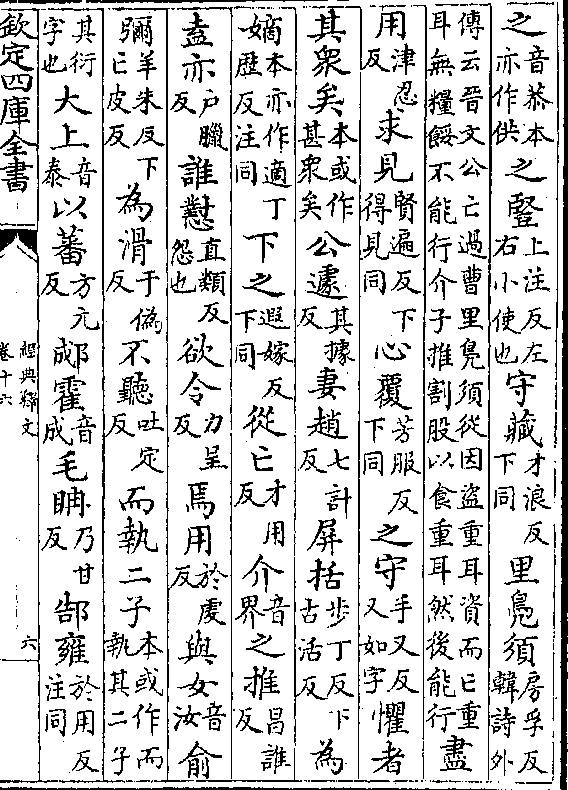 之音恭本亦作供之豎上注反左右小使也守藏才浪反下同里鳧須房孚反韓詩外
傳云晉文公亡過曹里鳧須從因盜重耳資而亡重耳無糧餒不能行介子推割股以食重耳然後能行盡
用津忍反求見賢遍反下得見同心覆芳服反下同之守手又反又如字懼者
其衆矣本或作甚衆矣公遽其據反妻趙七計反屏括步丁反下古活反為
嫡本亦作適丁歴反注同下之遐嫁反下同從亡才用反介音界之推昌誰反
盍亦戶臘反誰懟直類反怨也欲令力呈反焉用於虔反與女音汝俞
彌羊朱反下亡皮反為滑于偽反不聽吐定反而執二子本或作而執其二子
其衍字也大上音泰以蕃方元反郕霍音成毛聃乃甘反郜雍於用反注同
欽定四庫全書
經典釋文
卷十六
六